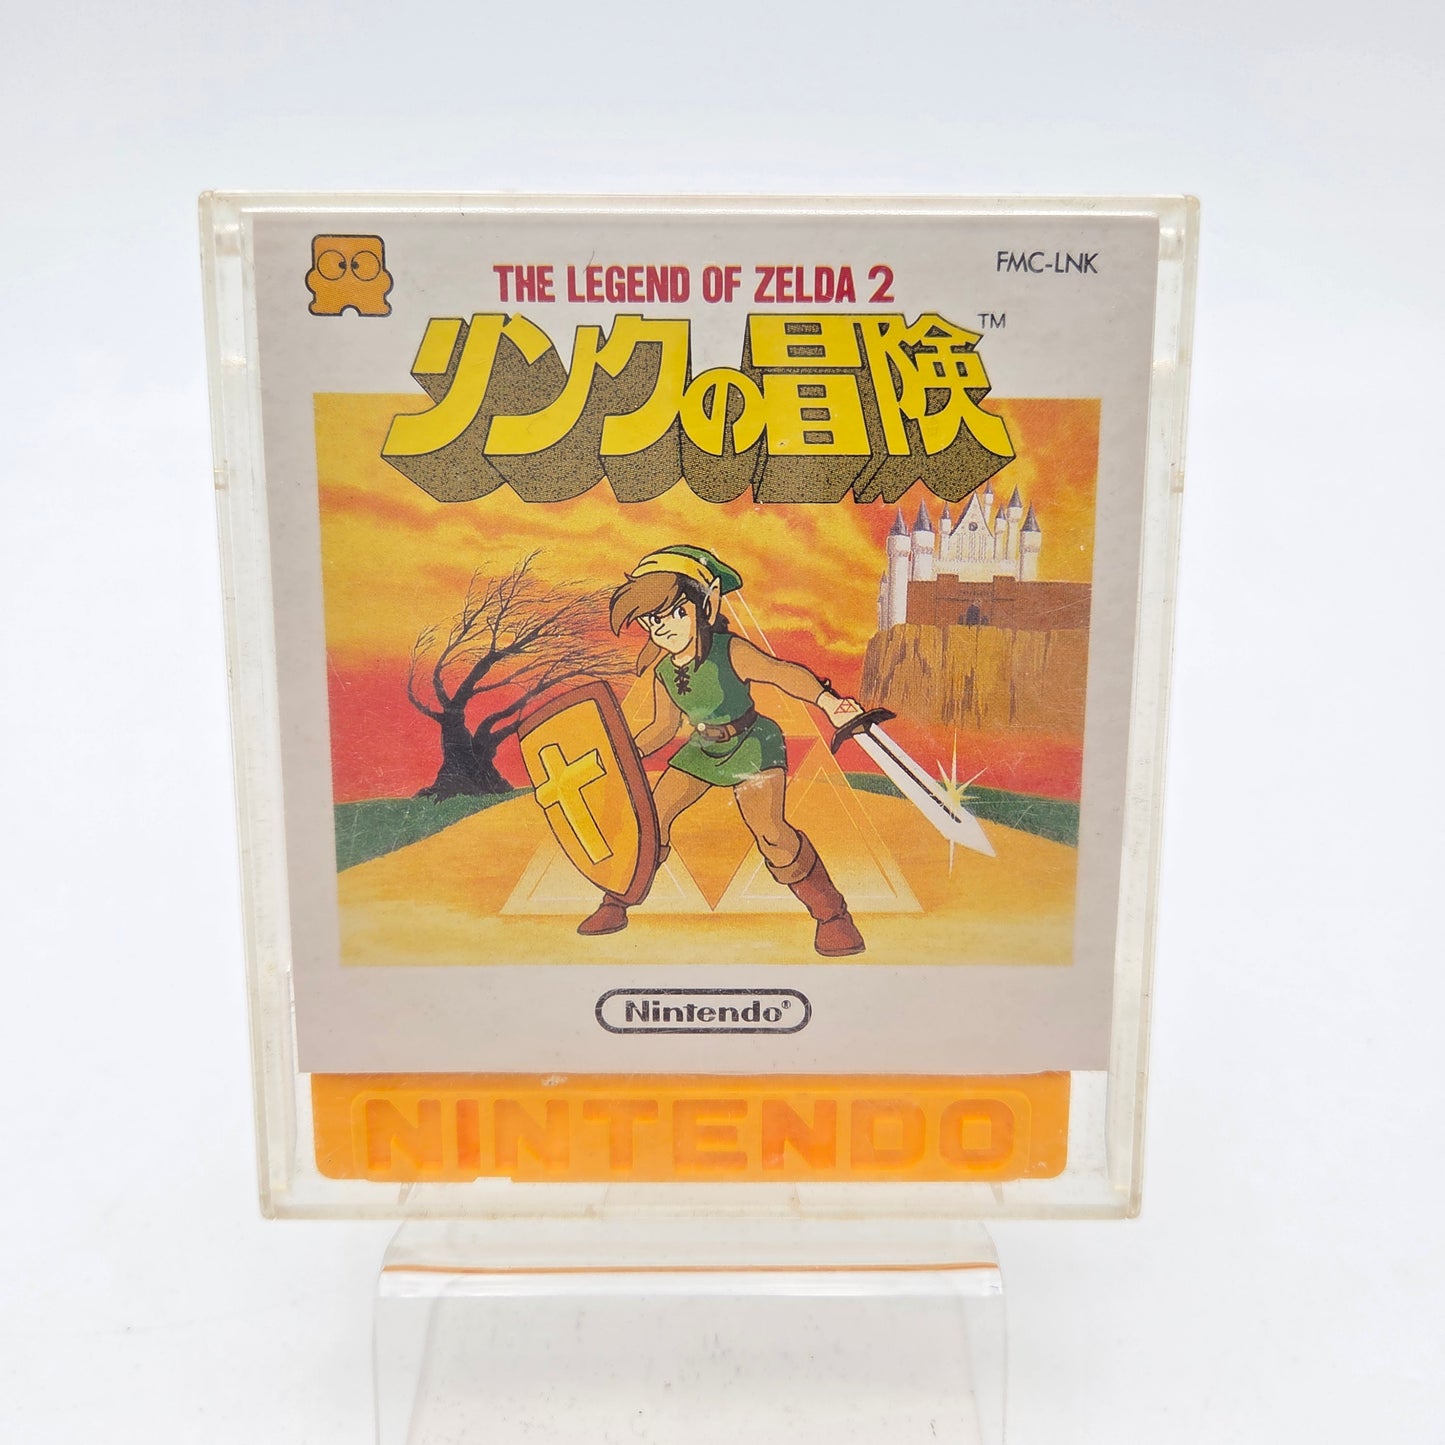 FMC-LNK
THE LEGEND OF ZELDA 2
リンクの冒険™
Nintendo®
NINTENDO